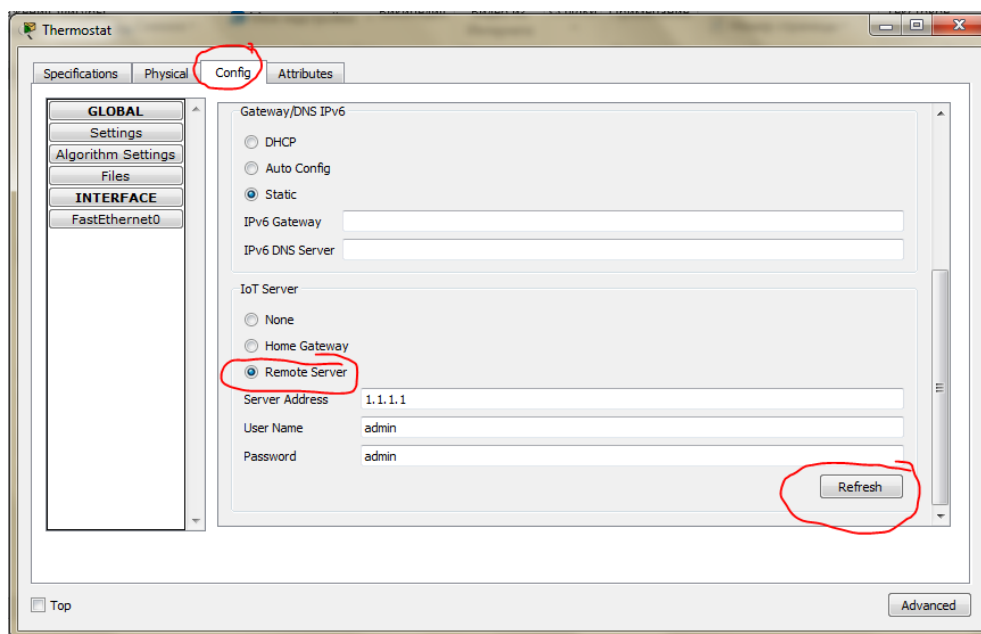 Thermostat
Specifications Physical Config Attributes
GLOBAL
Settings
Algorithm Settings
Files
INTERFACE
FastEthernet0
Gateway/DNS IPv6
DHCP
Auto Config
Static
IPv6 Gateway
IPv6 DNS Server
IoT Server
None
Home Gateway
Remote Server
Server Address 1.1.1.1
User Name admin
Password admin
Refresh
Top
Advanced